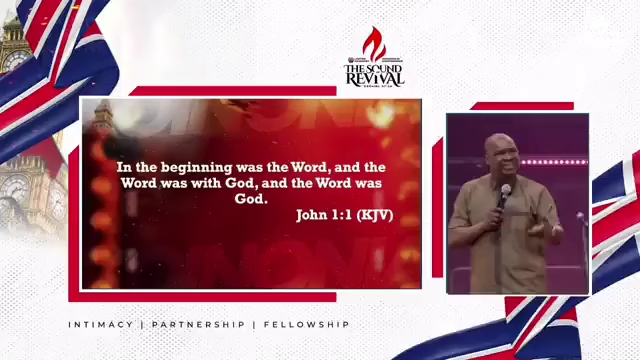 THE SOUND
OF
REVIVAL
In the beginning was the Word, and the
Word was with God, and the Word was
God.
John 1:1 (KJV)
INTIMACY | PARTNERSHIP | FELLOWSHIP